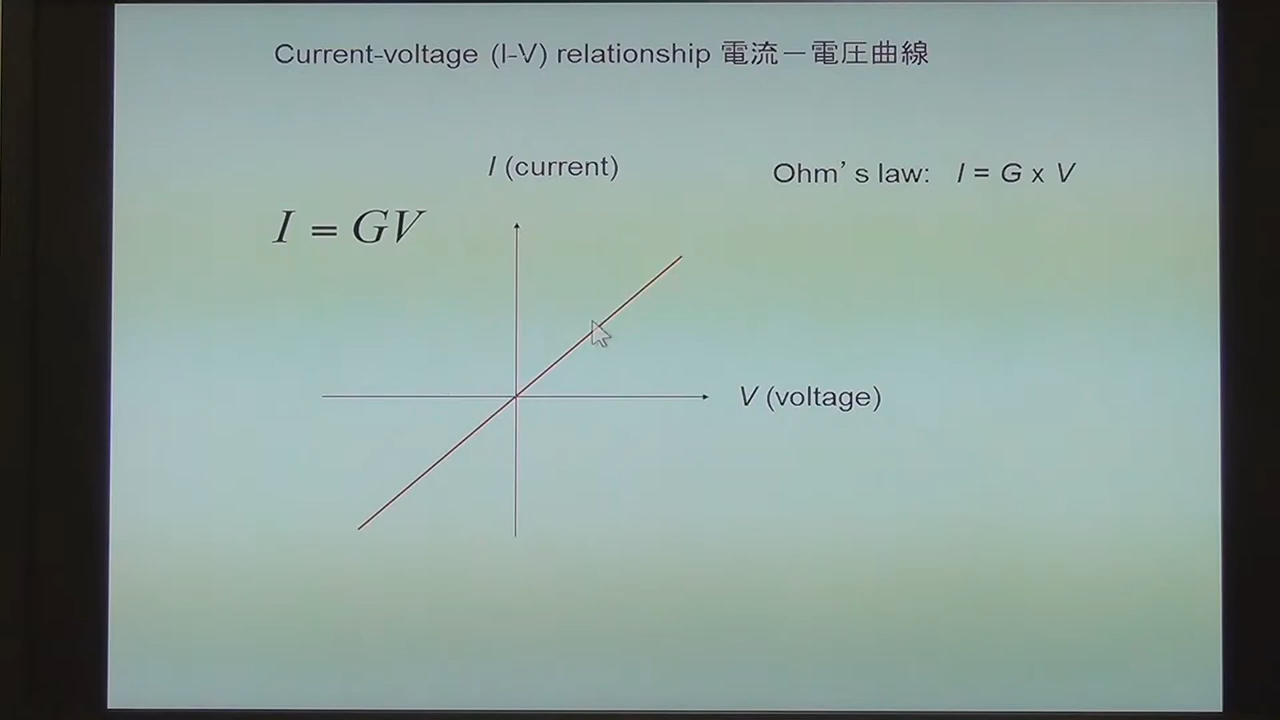 Current-voltage (I-V) relationship 電流－電圧曲線
I (current)
Ohm’s law: I = G x V
I = GV
V (voltage)